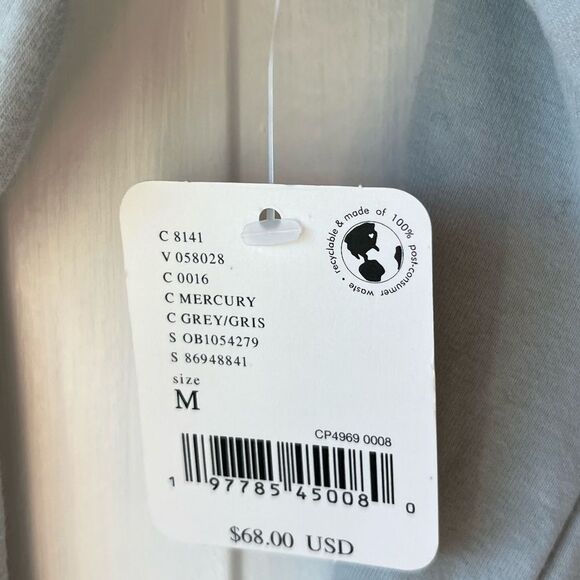 C 8141
V 058028
C 0016
C MERCURY
C GREY/GRIS
S OB1054279
S 86948841
size
M
recyclable & made of 100% post-consumer waste •
CP4969 0008
1 97785 45008 0
$68.00 USD